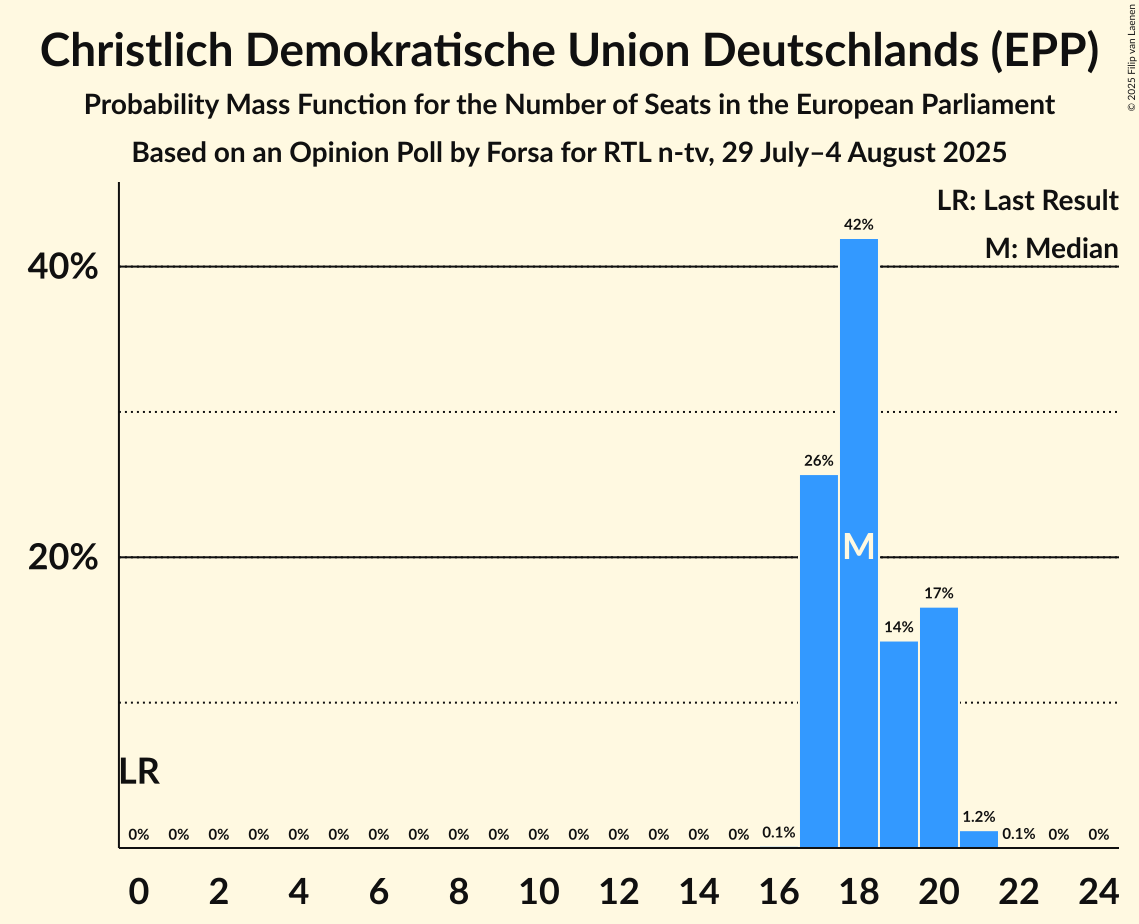 Christlich Demokratische Union Deutschlands (EPP)
Probability Mass Function for the Number of Seats in the European Parliament
Based on an Opinion Poll by Forsa for RTL n-tv, 29 July–4 August 2025
© 2025 Filip van Laenen
LR: Last Result
M: Median
42%
40%
26%
M
20%
17%
14%
LR
0% 0% 0% 0% 0% 0% 0% 0% 0% 0% 0% 0% 0% 0% 0% 0% 0.1% 1.2% 0.1% 0% 0%
0 2 4 6 8 10 12 14 16 18 20 22 24